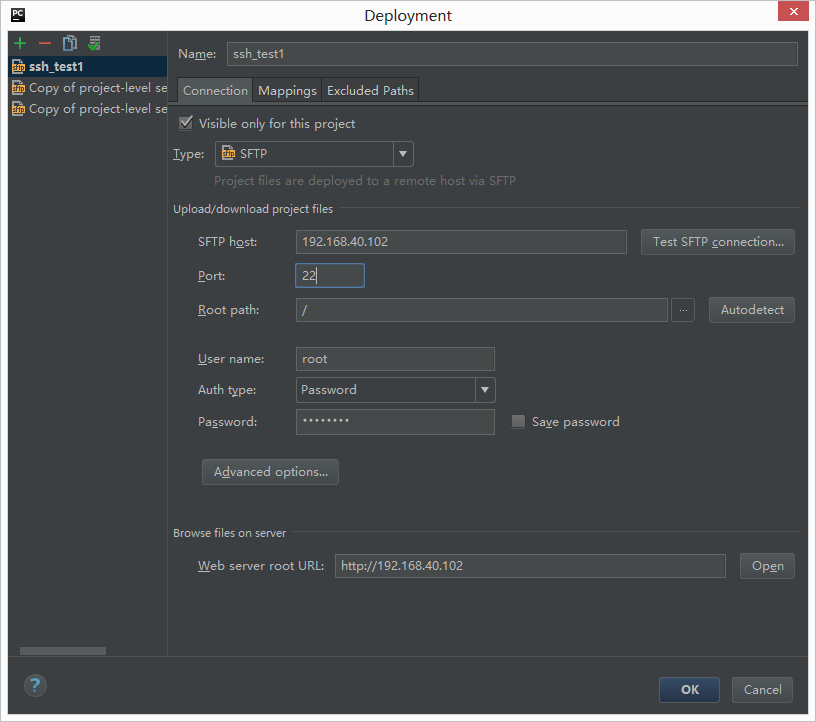 PC
Deployment
ssh_test1
Copy of project-level se
Copy of project-level se
Name: ssh_test1
Connection Mappings Excluded Paths
Visible only for this project
Type: SFTP
Project files are deployed to a remote host via SFTP
Upload/download project files
SFTP host: 192.168.40.102 Test SFTP connection...
Port: 22
Root path: / ... Autodetect
User name: root
Auth type: Password
Password: •••••••• Save password
Advanced options...
Browse files on server
Web server root URL: http://192.168.40.102 Open
? OK Cancel